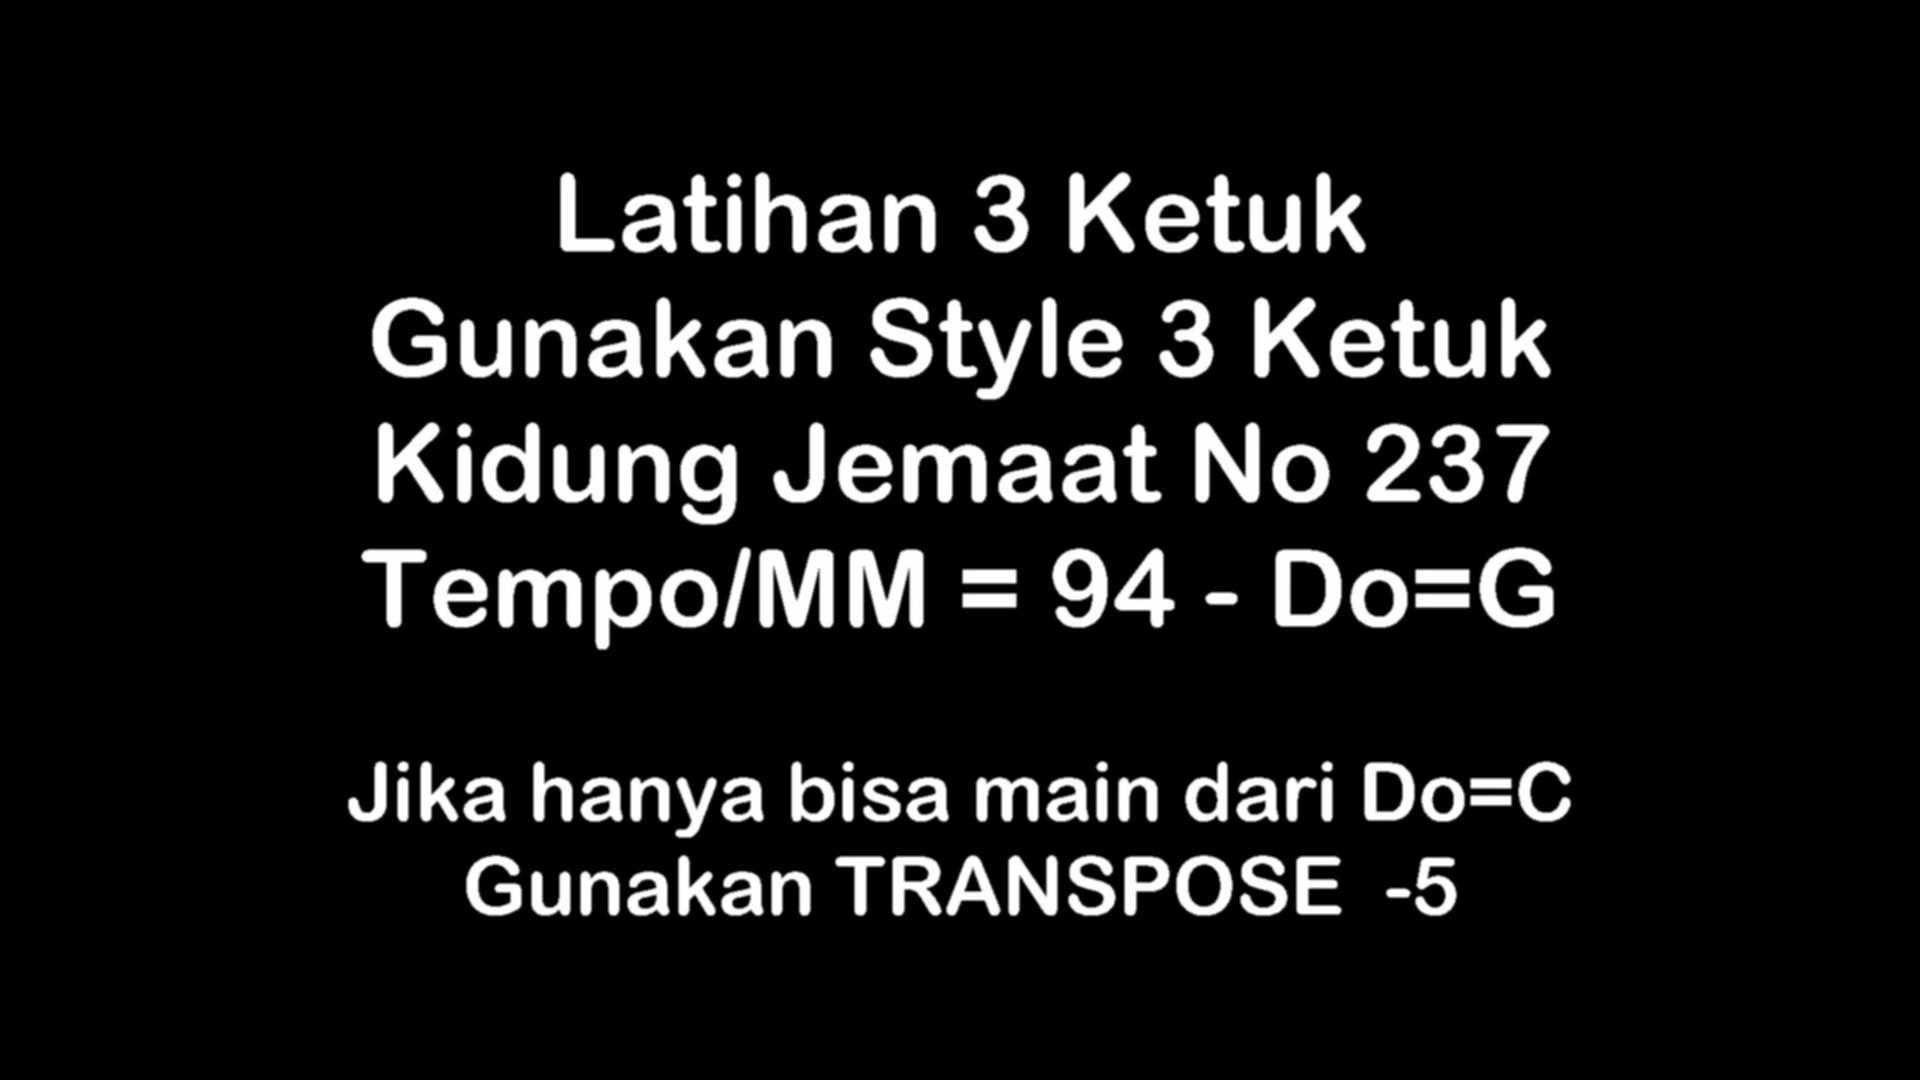 Latihan 3 Ketuk
Gunakan Style 3 Ketuk
Kidung Jemaat No 237
Tempo/MM = 94 - Do=G
Jika hanya bisa main dari Do=C
Gunakan TRANSPOSE -5